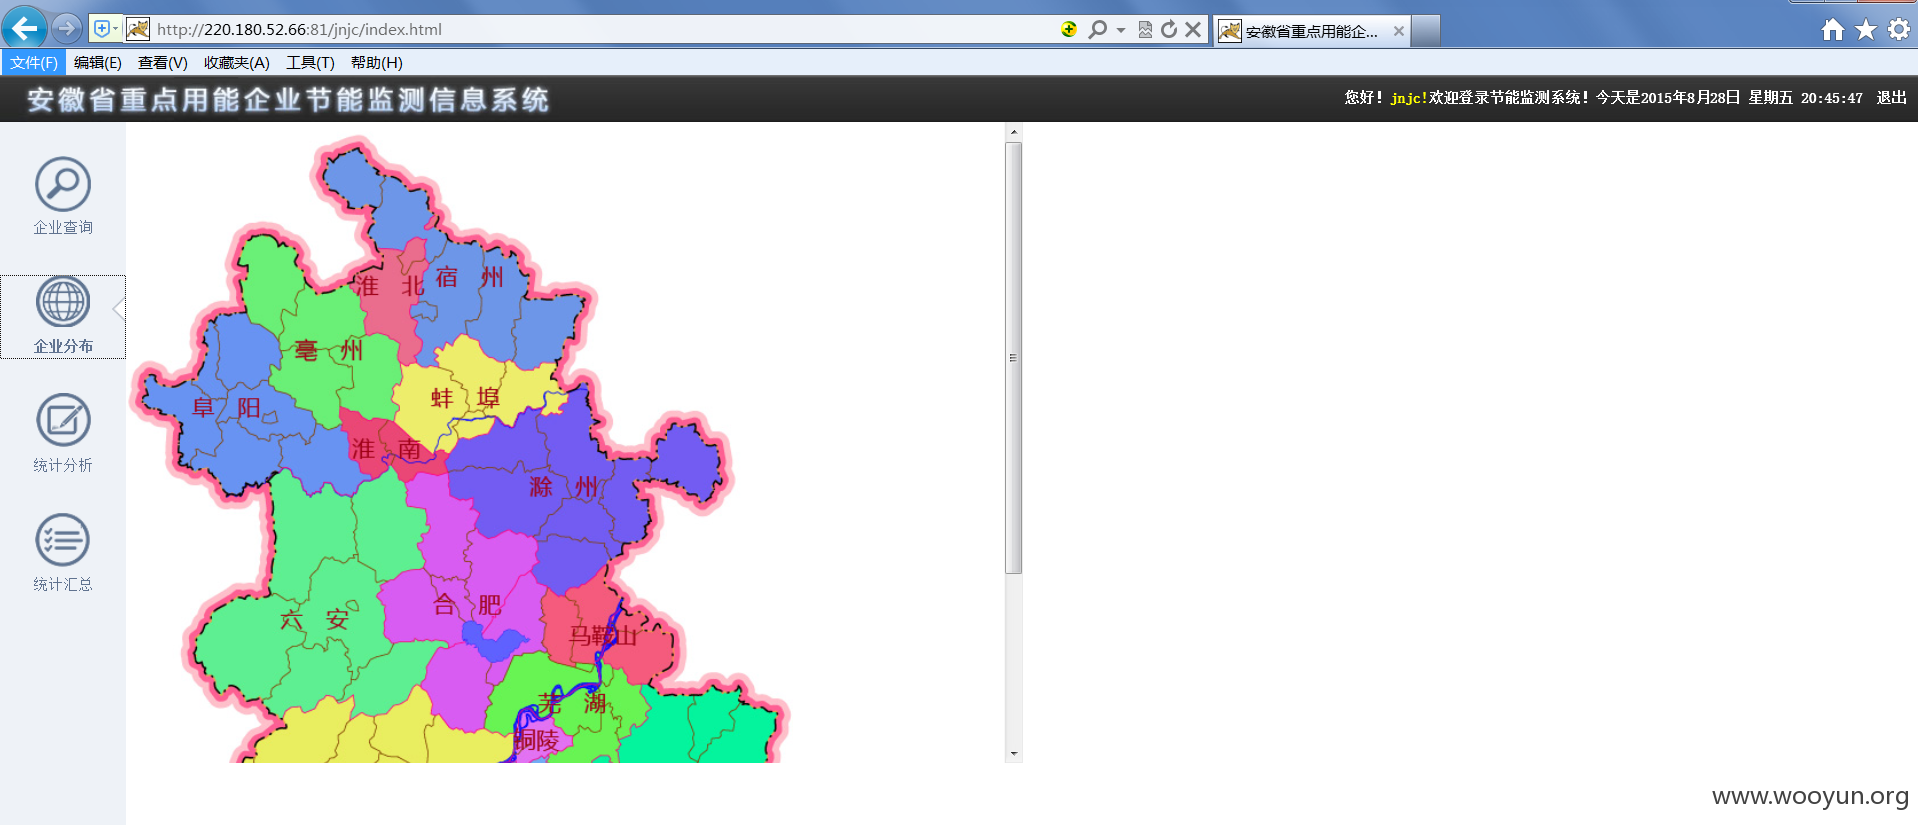 http://220.180.52.66:81/jnjc/index.html
安徽省重点用能企...
文件(F) 编辑(E) 查看(V) 收藏夹(A) 工具(T) 帮助(H)
安徽省重点用能企业节能监测信息系统
您好！jnjc!欢迎登录节能监测系统！今天是2015年8月28日 星期五 20:45:47 退出
企业查询
企业分布
统计分析
统计汇总
淮北
宿州
亳州
蚌埠
阜阳
淮南
滁州
合肥
六安
马鞍山
芜湖
铜陵
www.wooyun.org